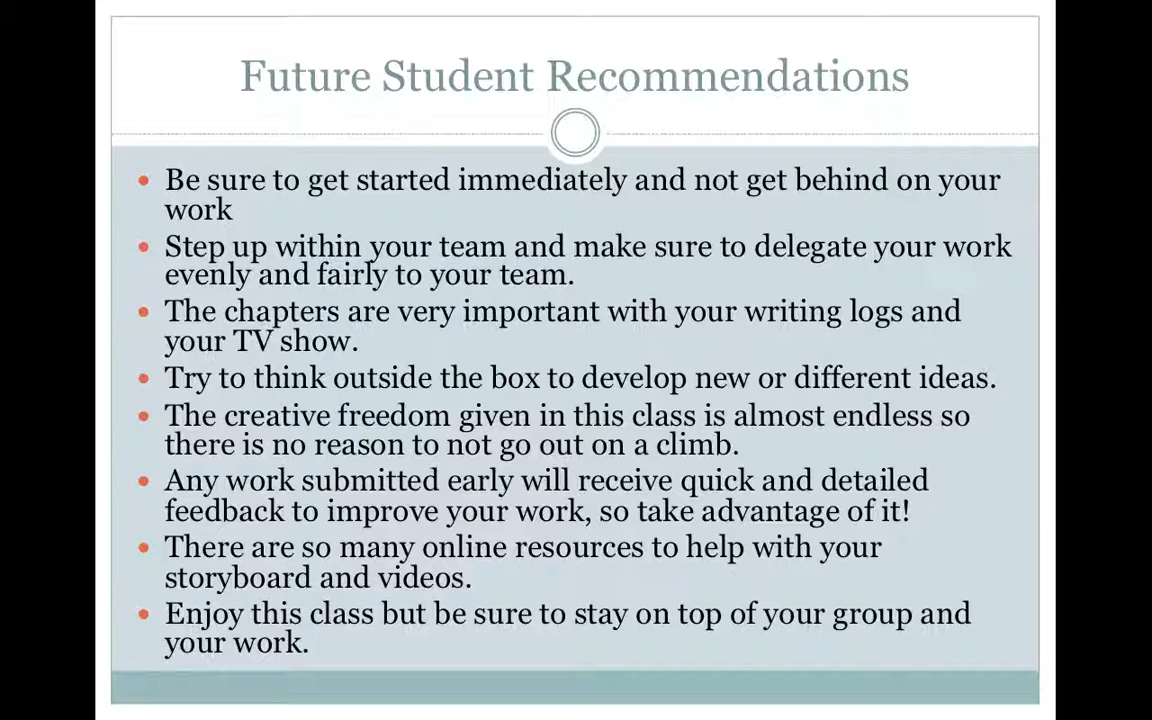 Future Student Recommendations
• Be sure to get started immediately and not get behind on your
work
• Step up within your team and make sure to delegate your work
evenly and fairly to your team.
• The chapters are very important with your writing logs and
your TV show.
• Try to think outside the box to develop new or different ideas.
• The creative freedom given in this class is almost endless so
there is no reason to not go out on a climb.
• Any work submitted early will receive quick and detailed
feedback to improve your work, so take advantage of it!
• There are so many online resources to help with your
storyboard and videos.
• Enjoy this class but be sure to stay on top of your group and
your work.